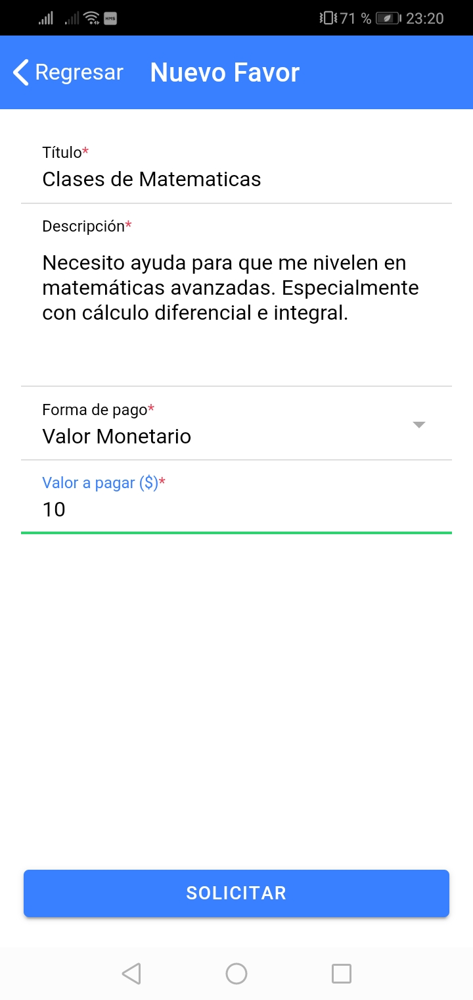 HMS 71 % 23:20
Regresar Nuevo Favor
Título*
Clases de Matematicas
Descripción*
Necesito ayuda para que me nivelen en
matemáticas avanzadas. Especialmente
con cálculo diferencial e integral.
Forma de pago*
Valor Monetario
Valor a pagar ($)*
10
SOLICITAR